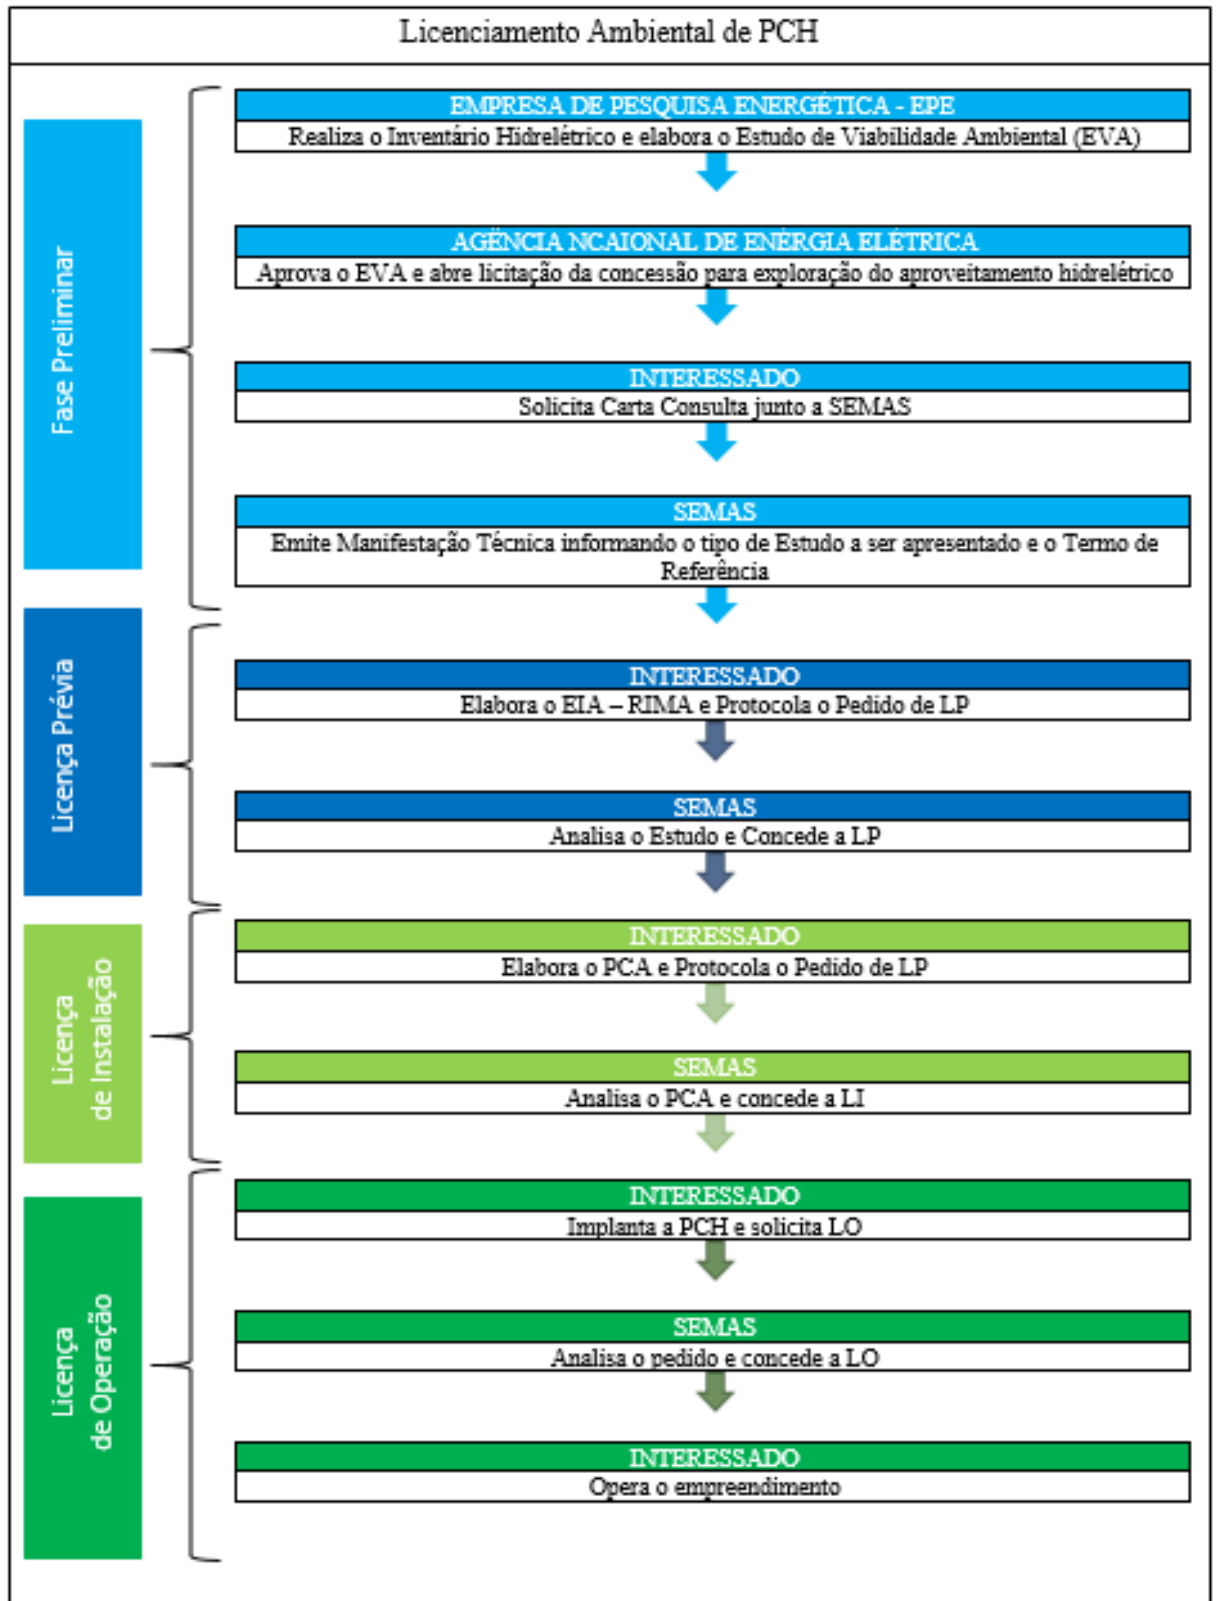 Licenciamento Ambiental de PCH
Fase Preliminar
EMPRESA DE PESQUISA ENERGÉTICA - EPE
Realiza o Inventário Hidrelétrico e elabora o Estudo de Viabilidade Ambiental (EVA)
AGÊNCIA NCAIONAL DE ENÉRGIA ELÉTRICA
Aprova o EVA e abre licitação da concessão para exploração do aproveitamento hidrelétrico
INTERESSADO
Solicita Carta Consulta junto a SEMAS
SEMAS
Emite Manifestação Técnica informando o tipo de Estudo a ser apresentado e o Termo de
Referência
Licença Prévia
INTERESSADO
Elabora o EIA – RIMA e Protocola o Pedido de LP
SEMAS
Analisa o Estudo e Concede a LP
Licença
de Instalação
INTERESSADO
Elabora o PCA e Protocola o Pedido de LP
SEMAS
Analisa o PCA e concede a LI
Licença
de Operação
INTERESSADO
Implanta a PCH e solicita LO
SEMAS
Analisa o pedido e concede a LO
INTERESSADO
Opera o empreendimento